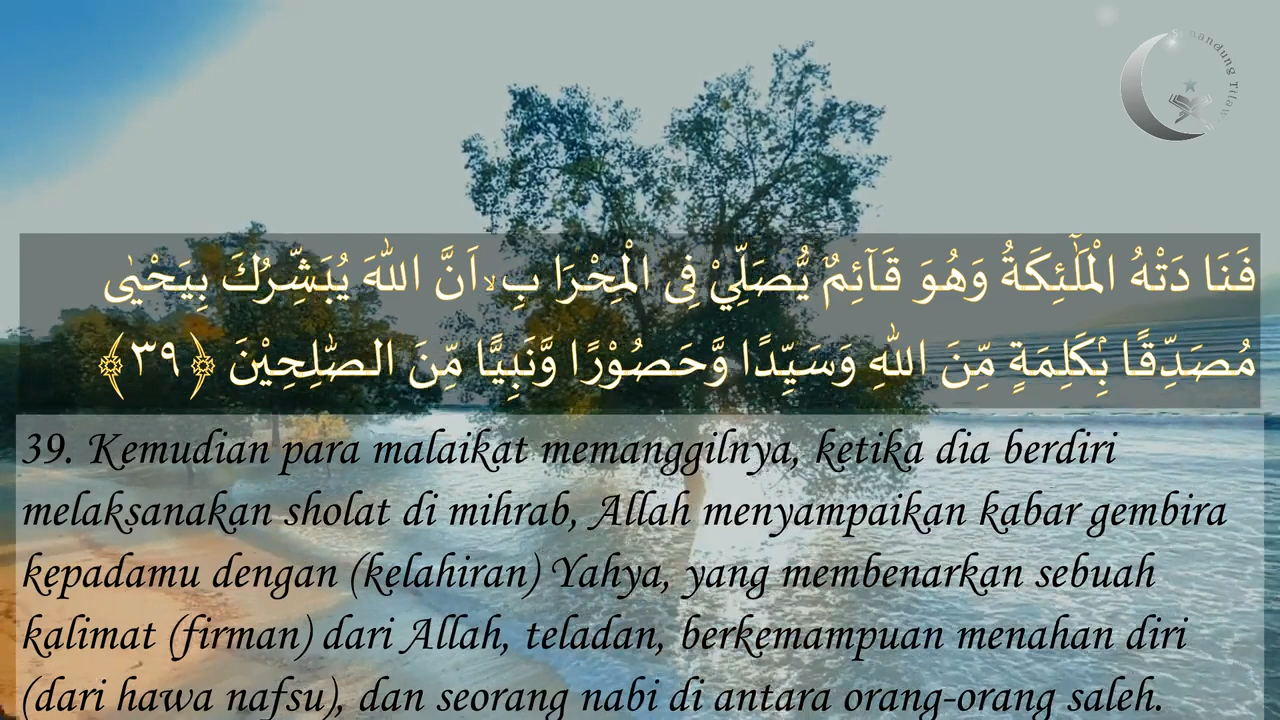 Senandung Tilaw
فَنَا دَتْهُ الْمَلٰٓئِكَةُ وَهُوَ قَآئِمٌ يُّصَلِّيْ فِى الْمِحْرَا بِ ۙ اَنَّ اللّٰهَ يُبَشِّرُكَ بِيَحْيٰى
مُصَدِّقًا بِۢكَلِمَةٍ مِّنَ اللّٰهِ وَسَيِّدًا وَّحَصُوْرًا وَّنَبِيًّا مِّنَ الصّٰلِحِيْنَ ﴿٣٩﴾
39. Kemudian para malaikat memanggilnya, ketika dia berdiri
melaksanakan sholat di mihrab, Allah menyampaikan kabar gembira
kepadamu dengan (kelahiran) Yahya, yang membenarkan sebuah
kalimat (firman) dari Allah, teladan, berkemampuan menahan diri
(dari hawa nafsu), dan seorang nabi di antara orang-orang saleh.